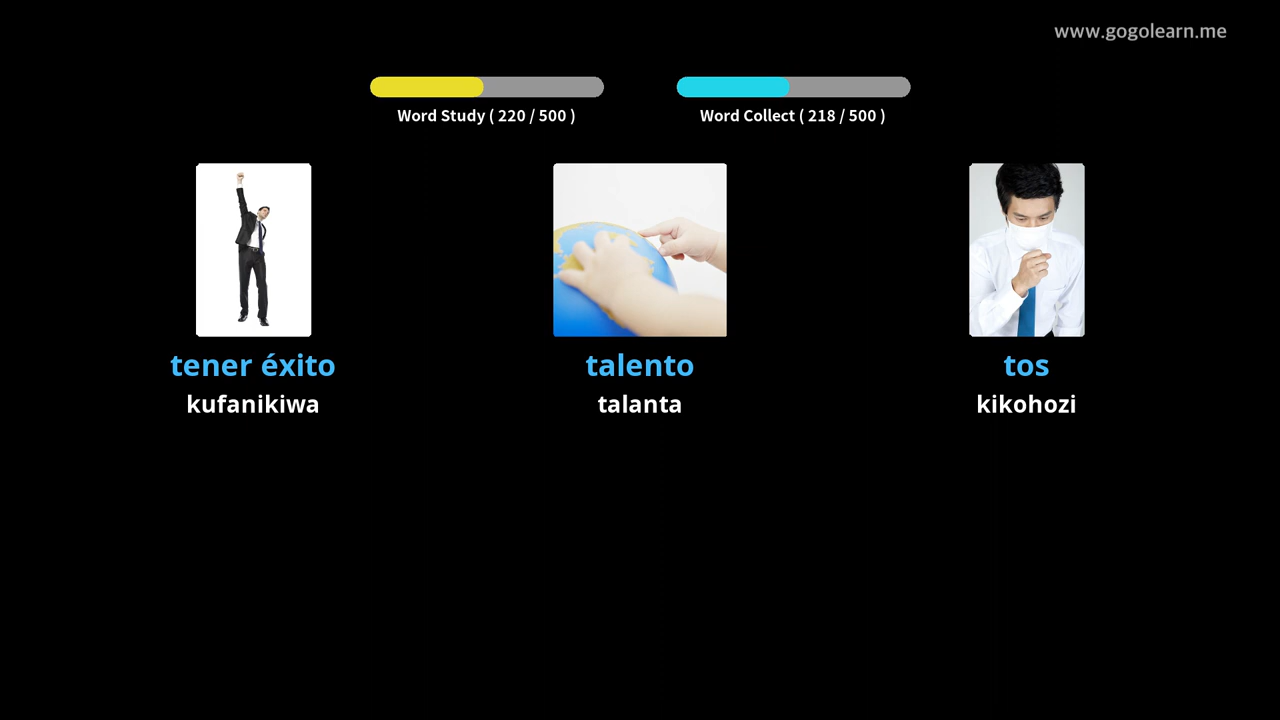 www.gogolearn.me
Word Study ( 220 / 500 )
Word Collect ( 218 / 500 )
tener éxito
kufanikiwa
talento
talanta
tos
kikohozi